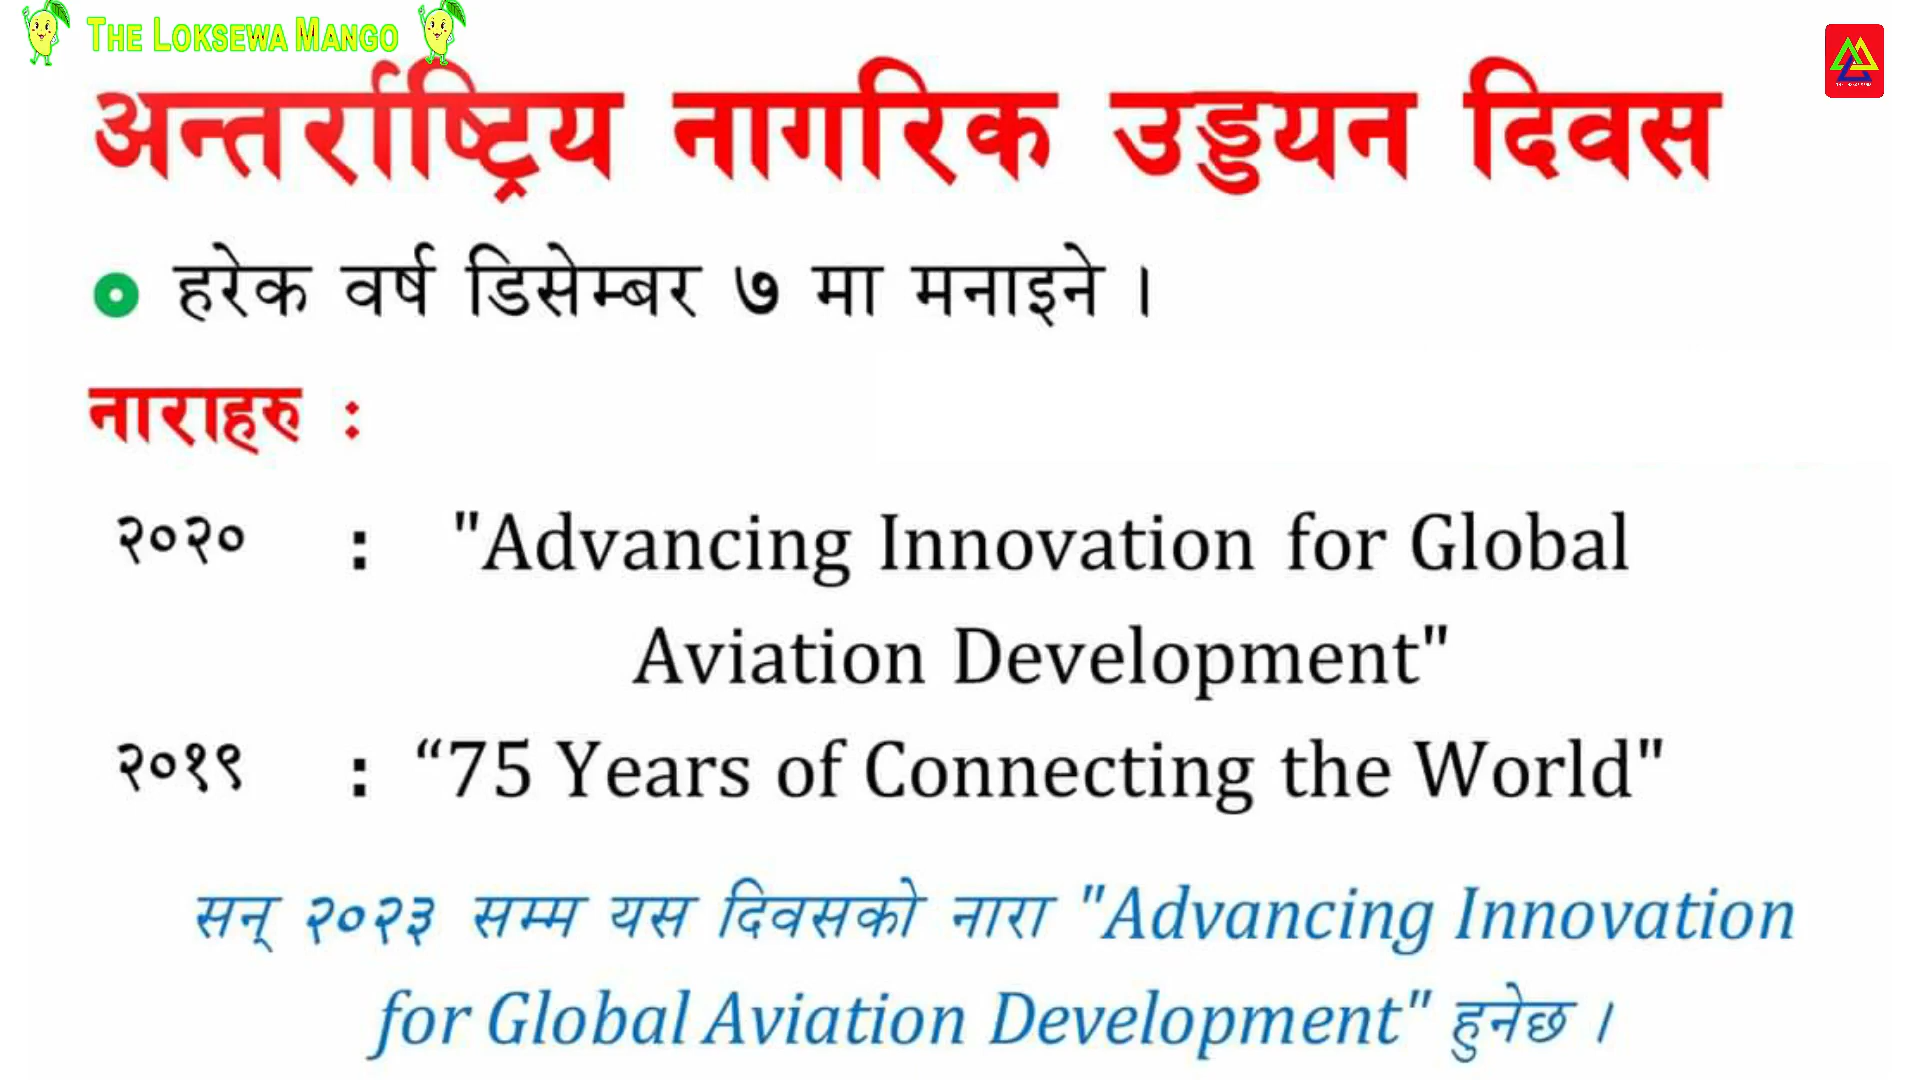 THE LOKSEWA MANGO
अन्तर्राष्ट्रिय नागरिक उड्डयन दिवस
हरेक वर्ष डिसेम्बर ७ मा मनाइने ।
नाराहरु :
२०२० : "Advancing Innovation for Global
Aviation Development"
२०१९ : “75 Years of Connecting the World"
सन् २०२३ सम्म यस दिवसको नारा "Advancing Innovation
for Global Aviation Development" हुनेछ ।